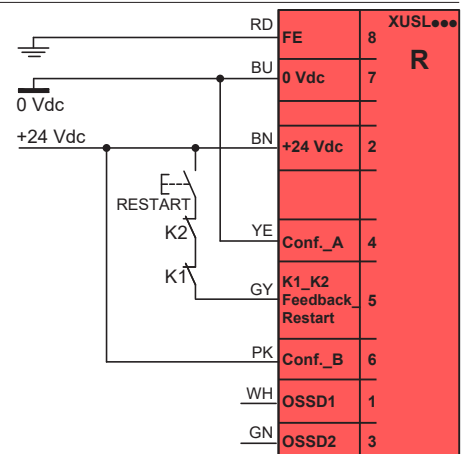 XUSL●●●
R
RD FE 8
BU 0 Vdc 7
0 Vdc
+24 Vdc
BN +24 Vdc 2
RESTART
K2
YE Conf._A 4
K1
GY K1_K2 Feedback_ Restart 5
PK Conf._B 6
WH OSSD1 1
GN OSSD2 3